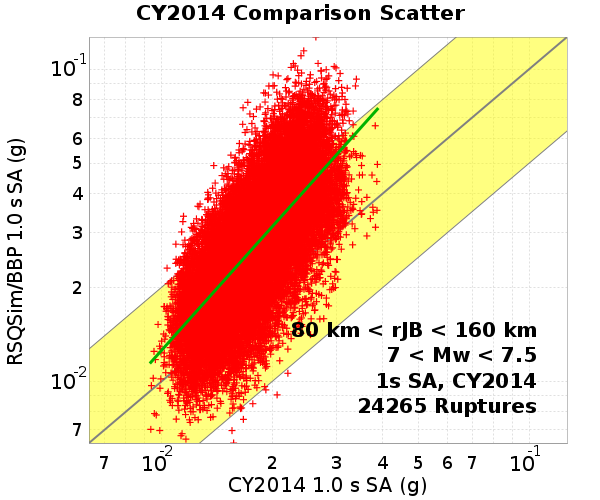 CY2014 Comparison Scatter
RSQSim/BBP 1.0 s SA (g)
10-1
8
6
5
4
3
2
10-2
7
80 km < rJB < 160 km
7 < Mw < 7.5
1s SA, CY2014
24265 Ruptures
7 10-2 2 3 4 5 6 7 10-1
CY2014 1.0 s SA (g)